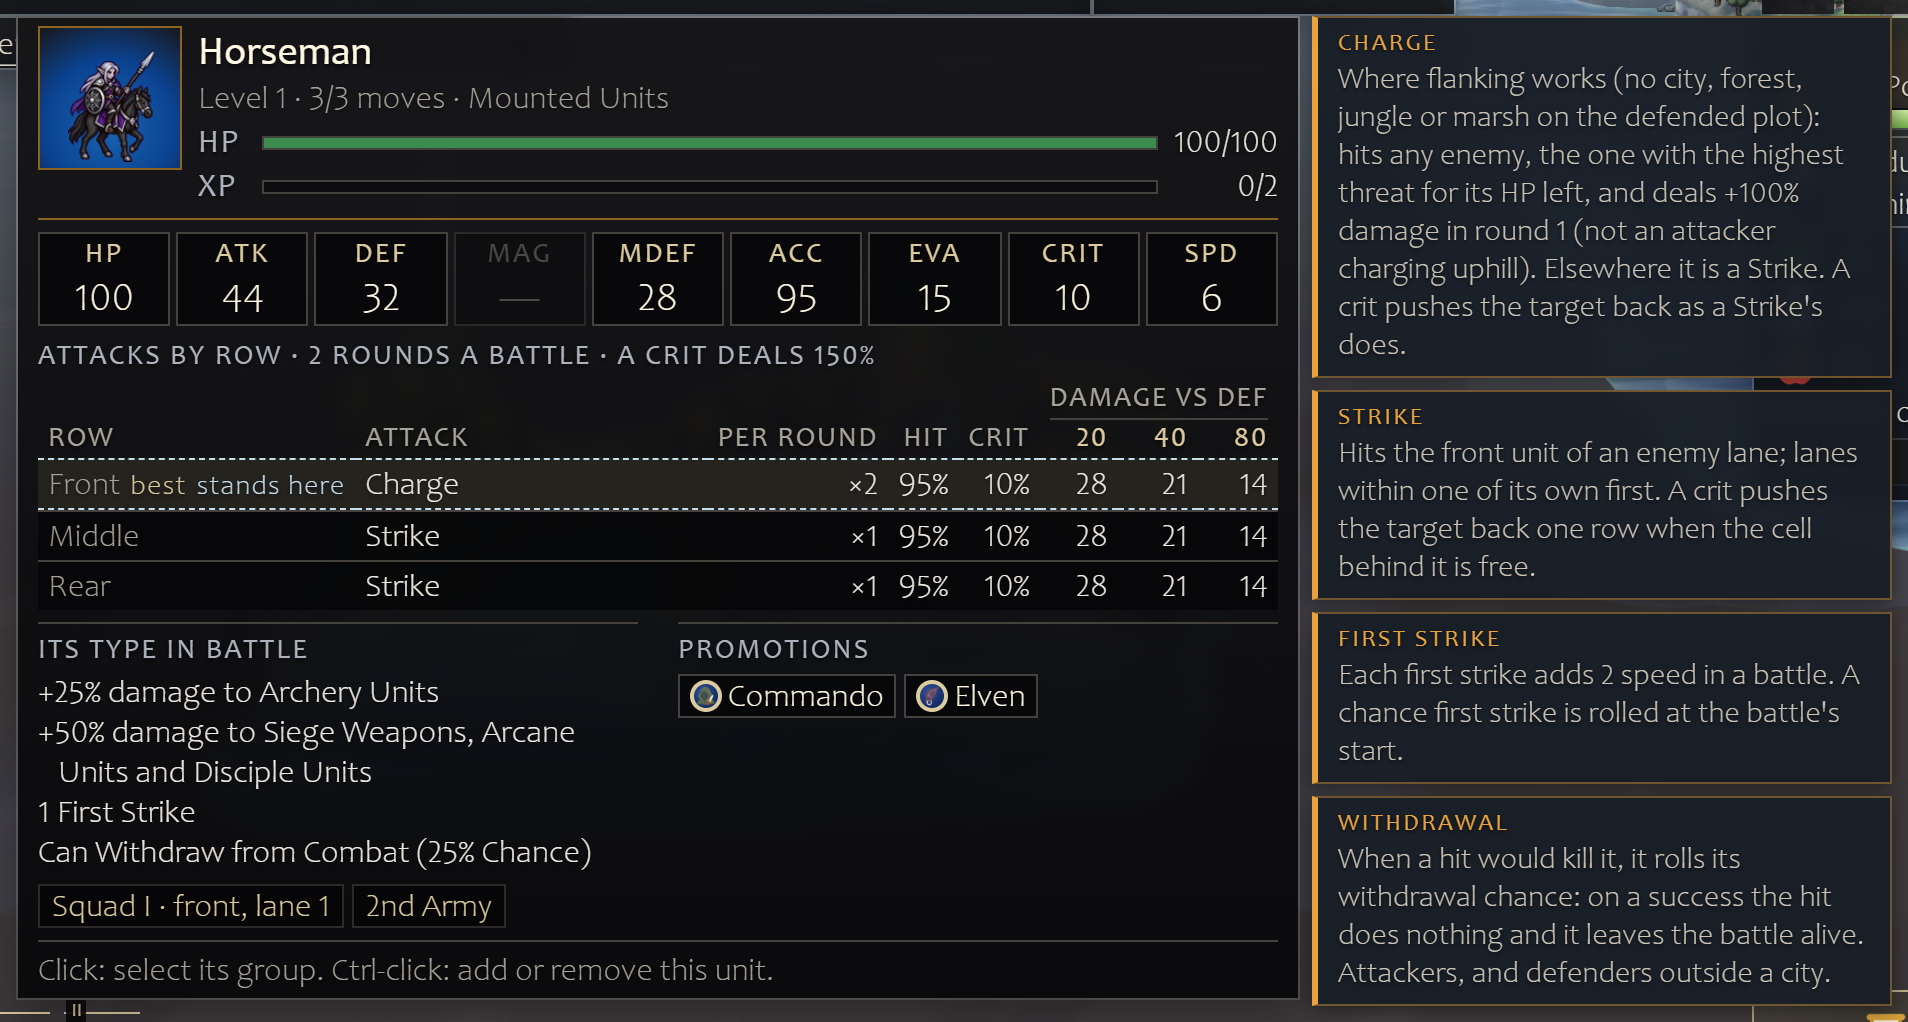 Horseman
Level 1 · 3/3 moves · Mounted Units
HP 100/100
XP 0/2
HP ATK DEF MAG MDEF ACC EVA CRIT SPD
100 44 32 — 28 95 15 10 6
ATTACKS BY ROW · 2 ROUNDS A BATTLE · A CRIT DEALS 150%
DAMAGE VS DEF
ROW ATTACK PER ROUND HIT CRIT 20 40 80
Front best stands here Charge ×2 95% 10% 28 21 14
Middle Strike ×1 95% 10% 28 21 14
Rear Strike ×1 95% 10% 28 21 14
ITS TYPE IN BATTLE
+25% damage to Archery Units
+50% damage to Siege Weapons, Arcane
Units and Disciple Units
1 First Strike
Can Withdraw from Combat (25% Chance)
Squad I · front, lane 1 2nd Army
PROMOTIONS
Commando Elven
Click: select its group. Ctrl-click: add or remove this unit.
CHARGE
Where flanking works (no city, forest,
jungle or marsh on the defended plot):
hits any enemy, the one with the highest
threat for its HP left, and deals +100%
damage in round 1 (not an attacker
charging uphill). Elsewhere it is a Strike. A
crit pushes the target back as a Strike's
does.
STRIKE
Hits the front unit of an enemy lane; lanes
within one of its own first. A crit pushes
the target back one row when the cell
behind it is free.
FIRST STRIKE
Each first strike adds 2 speed in a battle. A
chance first strike is rolled at the battle's
start.
WITHDRAWAL
When a hit would kill it, it rolls its
withdrawal chance: on a success the hit
does nothing and it leaves the battle alive.
Attackers, and defenders outside a city.
II